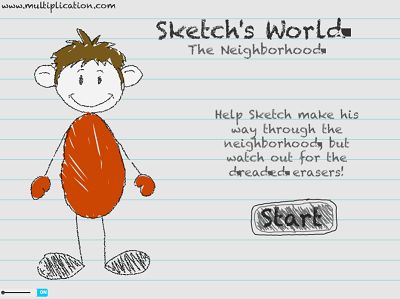 www.multiplication.com
Sketch's World
The Neighborhood
Help Sketch make his
way through the
neighborhood, but
watch out for the
dreaded erasers!
Start
ON